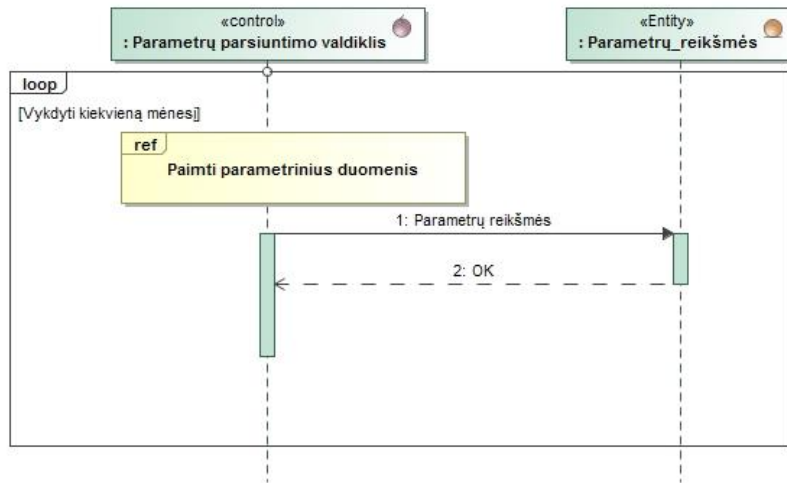 «control»
: Parametrų parsiuntimo valdiklis
«Entity»
: Parametrų_reikšmės
loop
[Vykdyti kiekvieną mėnesį]
ref
Paimti parametrinius duomenis
1: Parametrų reikšmės
2: OK